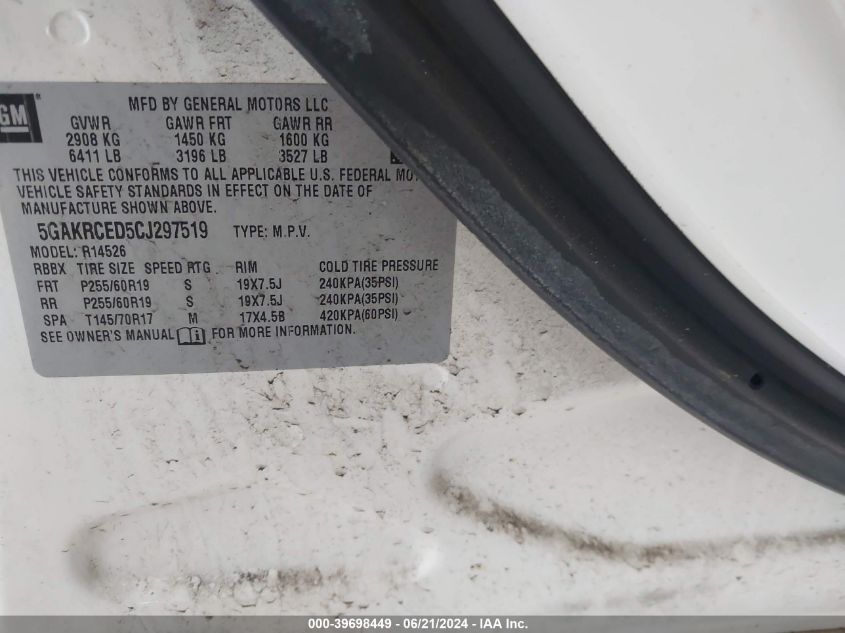 GM
MFD BY GENERAL MOTORS LLC
GVWR GAWR FRT GAWR RR
2908 KG 1450 KG 1600 KG
6411 LB 3196 LB 3527 LB
THIS VEHICLE CONFORMS TO ALL APPLICABLE U.S. FEDERAL
VEHICLE SAFETY STANDARDS IN EFFECT ON THE DATE OF
MANUFACTURE SHOWN ABOVE.
5GAKRCED5CJ297519 TYPE: M.P.V.
MODEL: R14526
RBBX TIRE SIZE SPEED RTG RIM COLD TIRE PRESSURE
FRT P255/60R19 S 19X7.5J 240KPA(35PSI)
RR P255/60R19 S 19X7.5J 240KPA(35PSI)
SPA T145/70R17 M 17X4.5B 420KPA(60PSI)
SEE OWNER'S MANUAL FOR MORE INFORMATION.
000-39698449 - 06/21/2024 - IAA Inc.